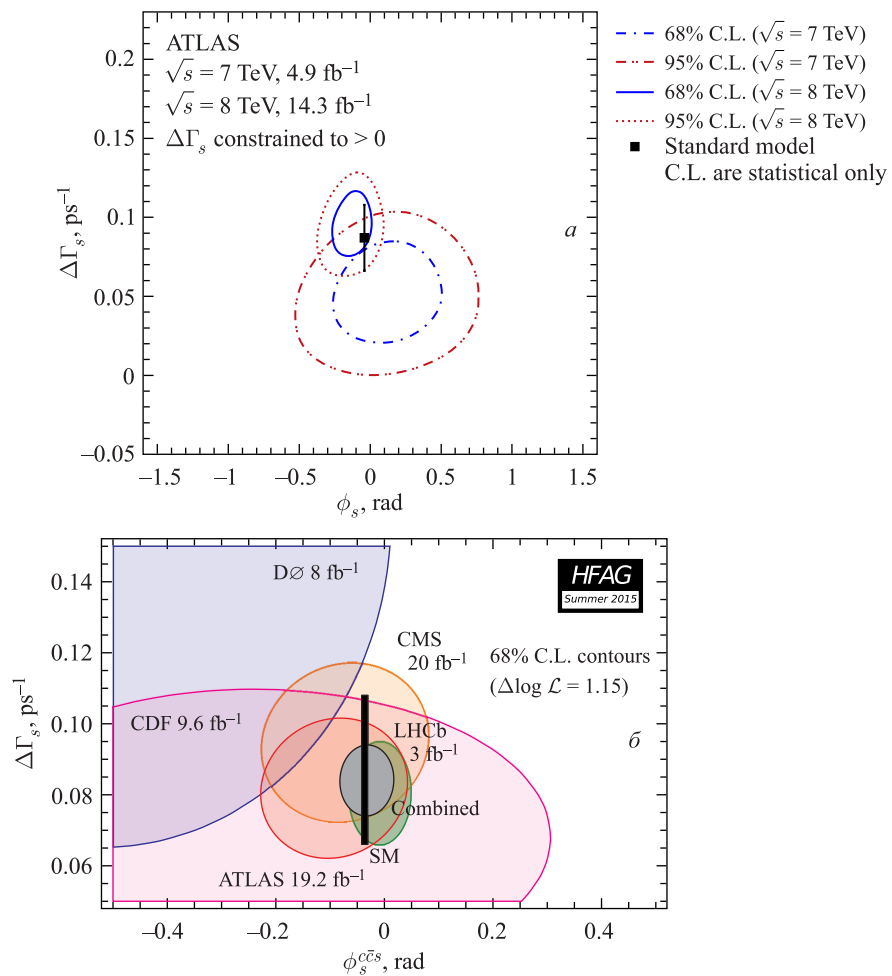 ATLAS
√s = 7 TeV, 4.9 fb⁻¹
√s = 8 TeV, 14.3 fb⁻¹
ΔΓₛ constrained to > 0
68% C.L. (√s = 7 TeV)
95% C.L. (√s = 7 TeV)
68% C.L. (√s = 8 TeV)
95% C.L. (√s = 8 TeV)
Standard model
C.L. are statistical only
а
ΔΓₛ, ps⁻¹
0.2
0.15
0.1
0.05
0
–0.05
–1.5 –1 –0.5 0 0.5 1 1.5
ϕₛ, rad
DØ 8 fb⁻¹
HFAG
Summer 2015
CMS
20 fb⁻¹
68% C.L. contours
(Δlog ℒ = 1.15)
CDF 9.6 fb⁻¹
LHCb
3 fb⁻¹
б
Combined
SM
ATLAS 19.2 fb⁻¹
ΔΓₛ, ps⁻¹
0.14
0.12
0.10
0.08
0.06
–0.4 –0.2 0 0.2 0.4
ϕₛᶜᶜ̄ˢ, rad